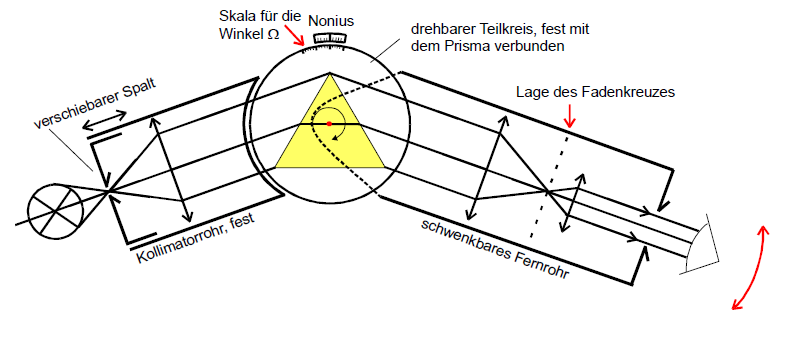 Skala für die
Winkel Ω
Nonius
drehbarer Teilkreis, fest mit
dem Prisma verbunden
verschiebarer Spalt
Lage des Fadenkreuzes
Kollimatorrohr, fest
schwenkbares Fernrohr